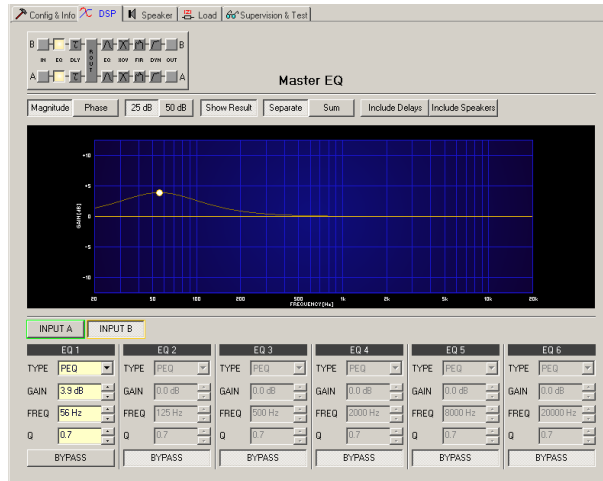 Config & Info DSP Speaker Load Supervision & Test
B B
IN EQ DLY ROUT EQ XOV FIR DYN OUT
A A
Master EQ
Magnitude Phase 25 dB 50 dB Show Result Separate Sum Include Delays Include Speakers
+10
+5
0
-5
-10
GAIN [dB]
20 50 100 200 500 1k 2k 5k 10k 20k
FREQUENCY [Hz]
INPUT A INPUT B
EQ 1 EQ 2 EQ 3 EQ 4 EQ 5 EQ 6
TYPE PEQ TYPE PEQ TYPE PEQ TYPE PEQ TYPE PEQ TYPE PEQ
GAIN 3.9 dB GAIN 0.0 dB GAIN 0.0 dB GAIN 0.0 dB GAIN 0.0 dB GAIN 0.0 dB
FREQ 56 Hz FREQ 125 Hz FREQ 500 Hz FREQ 2000 Hz FREQ 8000 Hz FREQ 20000 Hz
Q 0.7 Q 0.7 Q 0.7 Q 0.7 Q 0.7 Q 0.7
BYPASS BYPASS BYPASS BYPASS BYPASS BYPASS